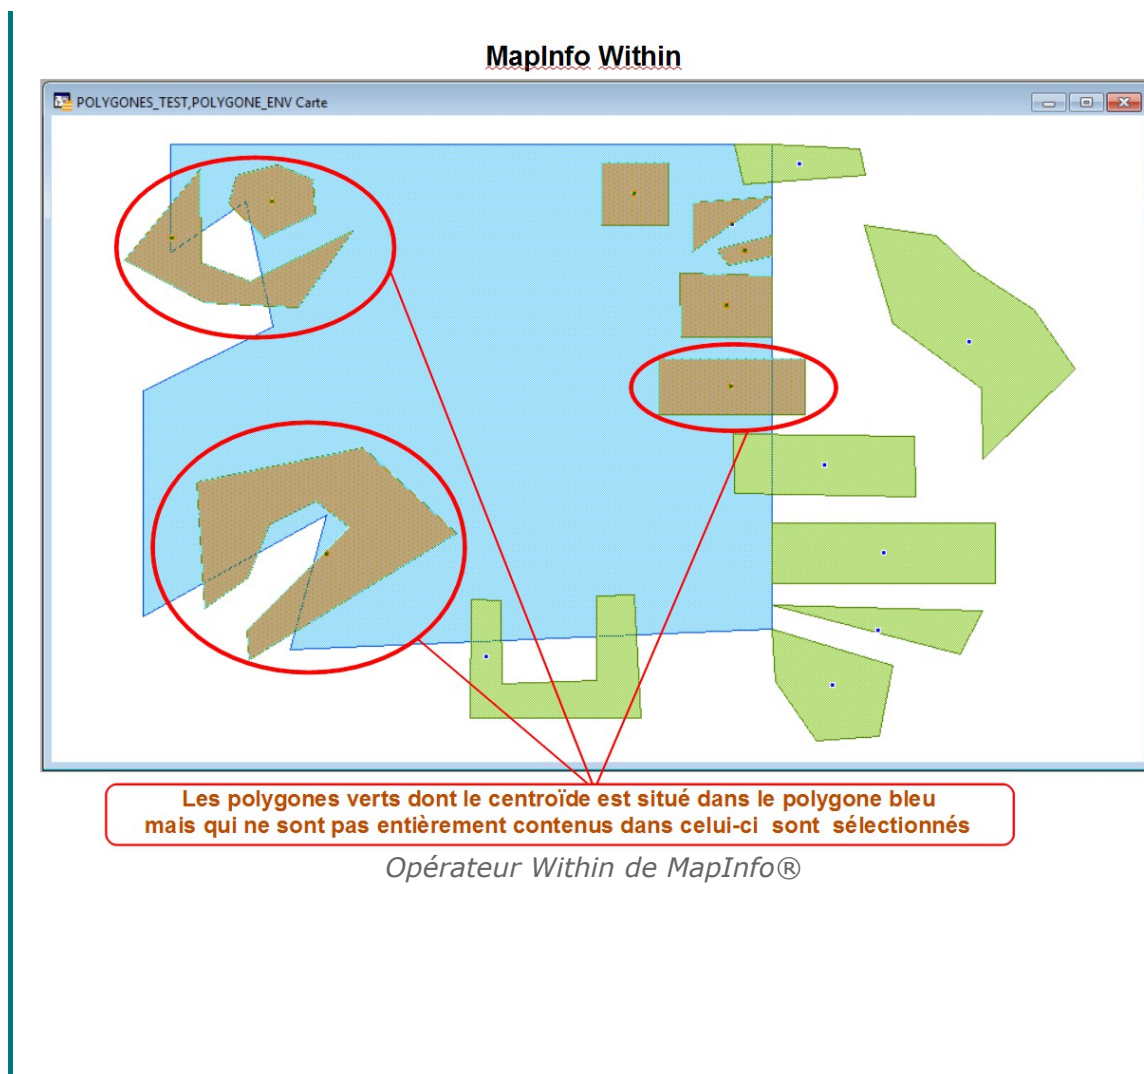 MapInfo Within
POLYGONES_TEST,POLYGONE_ENV Carte
Les polygones verts dont le centroïde est situé dans le polygone bleu
mais qui ne sont pas entièrement contenus dans celui-ci sont sélectionnés
Opérateur Within de MapInfo®